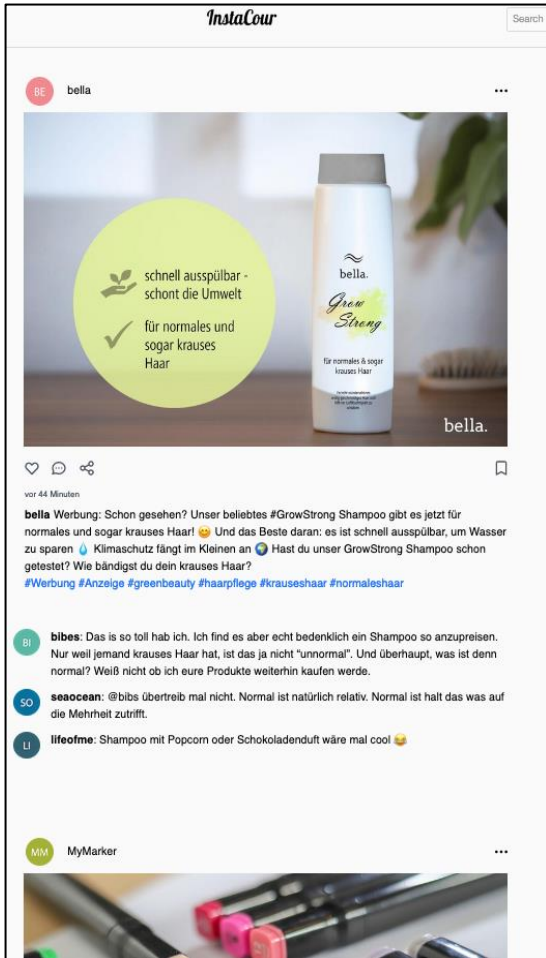 InstaCour
Search
BE bella
schnell ausspülbar -
schont die Umwelt
für normales und
sogar krauses
Haar
bella.
Grow
Strong
für normales & sogar
krauses Haar
bella.
vor 44 Minuten
bella Werbung: Schon gesehen? Unser beliebtes #GrowStrong Shampoo gibt es jetzt für
normales und sogar krauses Haar! 😊 Und das Beste daran: es ist schnell ausspülbar, um Wasser
zu sparen 💧 Klimaschutz fängt im Kleinen an 🌍 Hast du unser GrowStrong Shampoo schon
getestet? Wie bändigst du dein krauses Haar?
#Werbung #Anzeige #greenbeauty #haarpflege #krauseshaar #normaleshaar
BI bibes: Das is so toll hab ich. Ich find es aber echt bedenklich ein Shampoo so anzupreisen.
Nur weil jemand krauses Haar hat, ist das ja nicht "unnormal". Und überhaupt, was ist denn
normal? Weiß nicht ob ich eure Produkte weiterhin kaufen werde.
SO seaocean: @bibs übertreib mal nicht. Normal ist natürlich relativ. Normal ist halt das was auf
die Mehrheit zutrifft.
LI lifeofme: Shampoo mit Popcorn oder Schokoladenduft wäre mal cool 😂
MM MyMarker